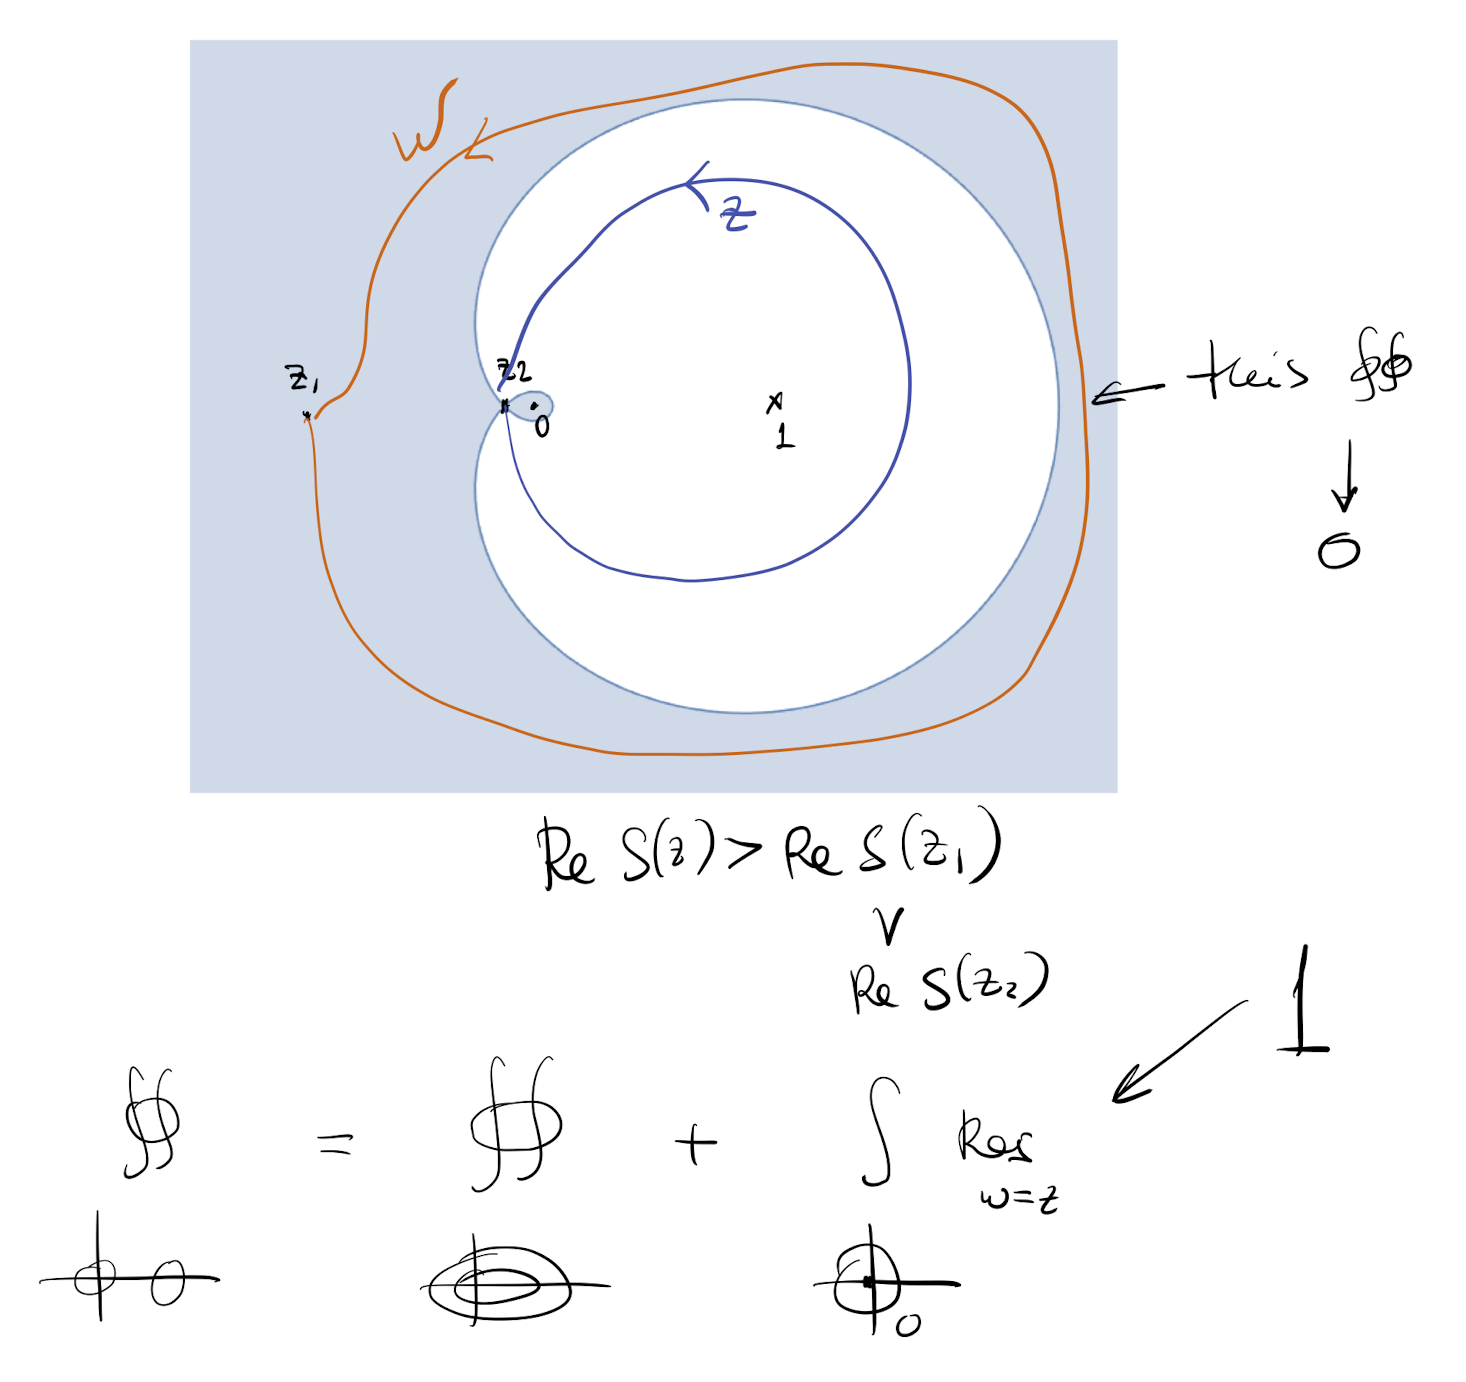 w
z
z₁
z₂
0
1
this ∯
↓
0
Re S(z) > Re S(z₁)
∨
Re S(z₂)
1
∯ = ∯ + ∫ Res
w=z
0